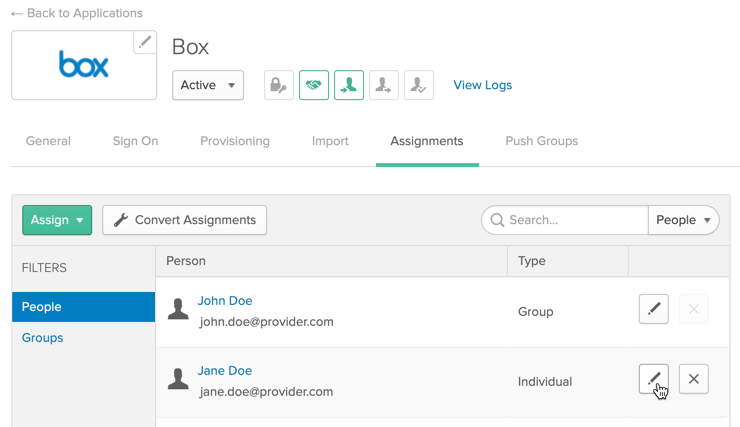 ← Back to Applications
box
Box
Active
View Logs
General Sign On Provisioning Import Assignments Push Groups
Assign Convert Assignments Search... People
FILTERS Person Type
People
Groups
John Doe
john.doe@provider.com Group
Jane Doe
jane.doe@provider.com Individual